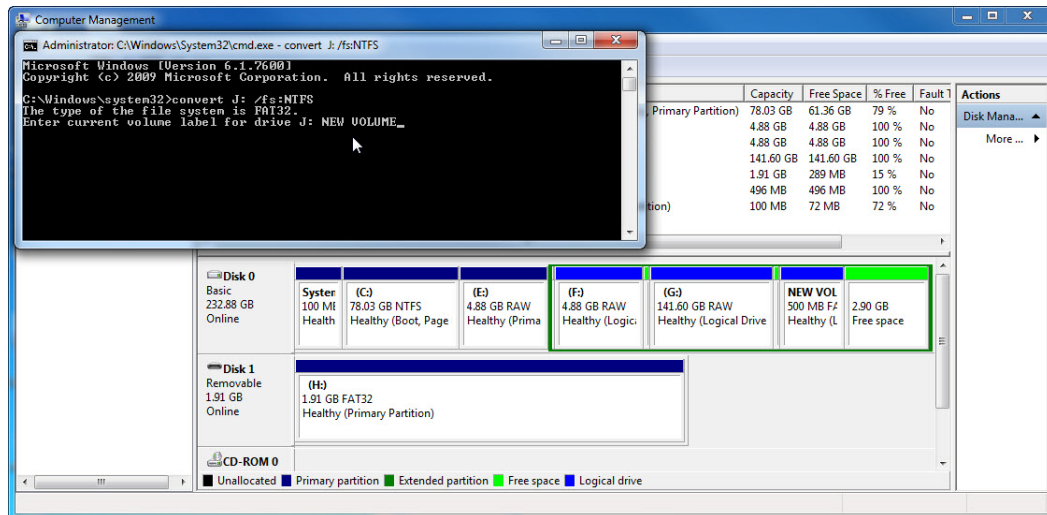 Computer Management
Administrator: C:\Windows\System32\cmd.exe - convert J: /fs:NTFS
Microsoft Windows [Version 6.1.7600]
Copyright (c) 2009 Microsoft Corporation. All rights reserved.
C:\Windows\system32>convert J: /fs:NTFS
The type of the file system is FAT32.
Enter current volume label for drive J: NEW VOLUME_
Capacity Free Space % Free Fault T
, Primary Partition) 78.03 GB 61.36 GB 79 % No
4.88 GB 4.88 GB 100 % No
4.88 GB 4.88 GB 100 % No
141.60 GB 141.60 GB 100 % No
1.91 GB 289 MB 15 % No
496 MB 496 MB 100 % No
tion) 100 MB 72 MB 72 % No
Actions
Disk Mana...
More ...
Disk 0
Basic
232.88 GB
Online
System
100 ME
Health
(C:)
78.03 GB NTFS
Healthy (Boot, Page
(E:)
4.88 GB RAW
Healthy (Prima
(F:)
4.88 GB RAW
Healthy (Logic
(G:)
141.60 GB RAW
Healthy (Logical Drive
NEW VOL
500 MB FA
Healthy (L
2.90 GB
Free space
Disk 1
Removable
1.91 GB
Online
(H:)
1.91 GB FAT32
Healthy (Primary Partition)
CD-ROM 0
Unallocated Primary partition Extended partition Free space Logical drive